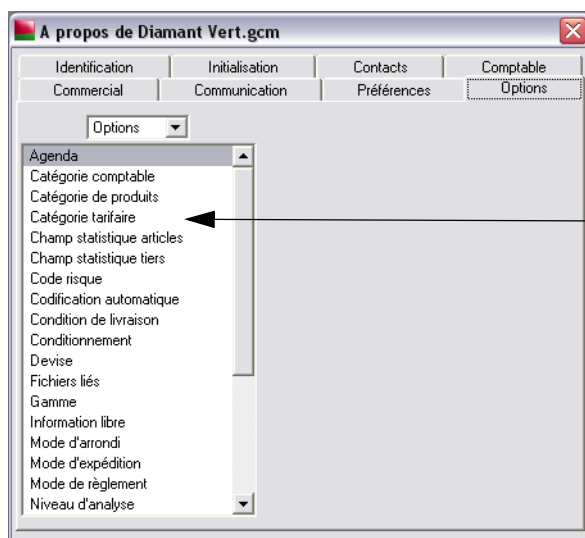 A propos de Diamant Vert.gcm
Identification Initialisation Contacts Comptable
Commercial Communication Préférences Options
Options
Agenda
Catégorie comptable
Catégorie de produits
Catégorie tarifaire
Champ statistique articles
Champ statistique tiers
Code risque
Codification automatique
Condition de livraison
Conditionnement
Devise
Fichiers liés
Gamme
Information libre
Mode d'arrondi
Mode d'expédition
Mode de règlement
Niveau d'analyse